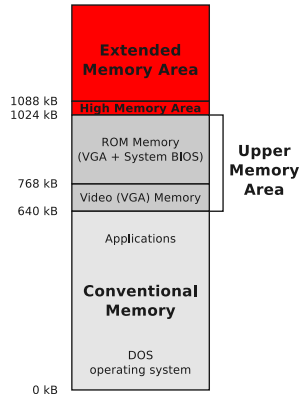 Extended
Memory Area
1088 kB
High Memory Area
1024 kB
ROM Memory
(VGA + System BIOS)
Upper
Memory
Area
768 kB
Video (VGA) Memory
640 kB
Applications
Conventional
Memory
DOS
operating system
0 kB